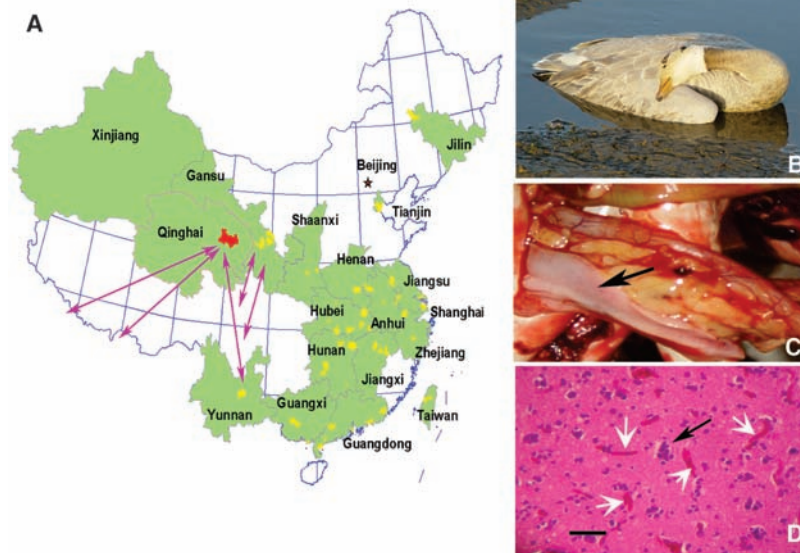 A
Xinjiang
Jilin
Gansu
Beijing
Tianjin
Shaanxi
Qinghai
Henan
Jiangsu
Hubei
Shanghai
Anhui
Hunan
Zhejiang
Jiangxi
Yunnan
Guangxi
Taiwan
Guangdong
B
C
D